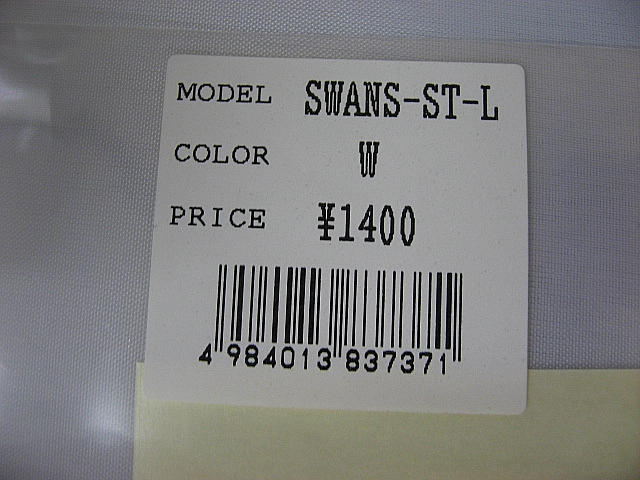 MODEL SWANS-ST-L
COLOR W
PRICE ¥1400
4 984013 837371